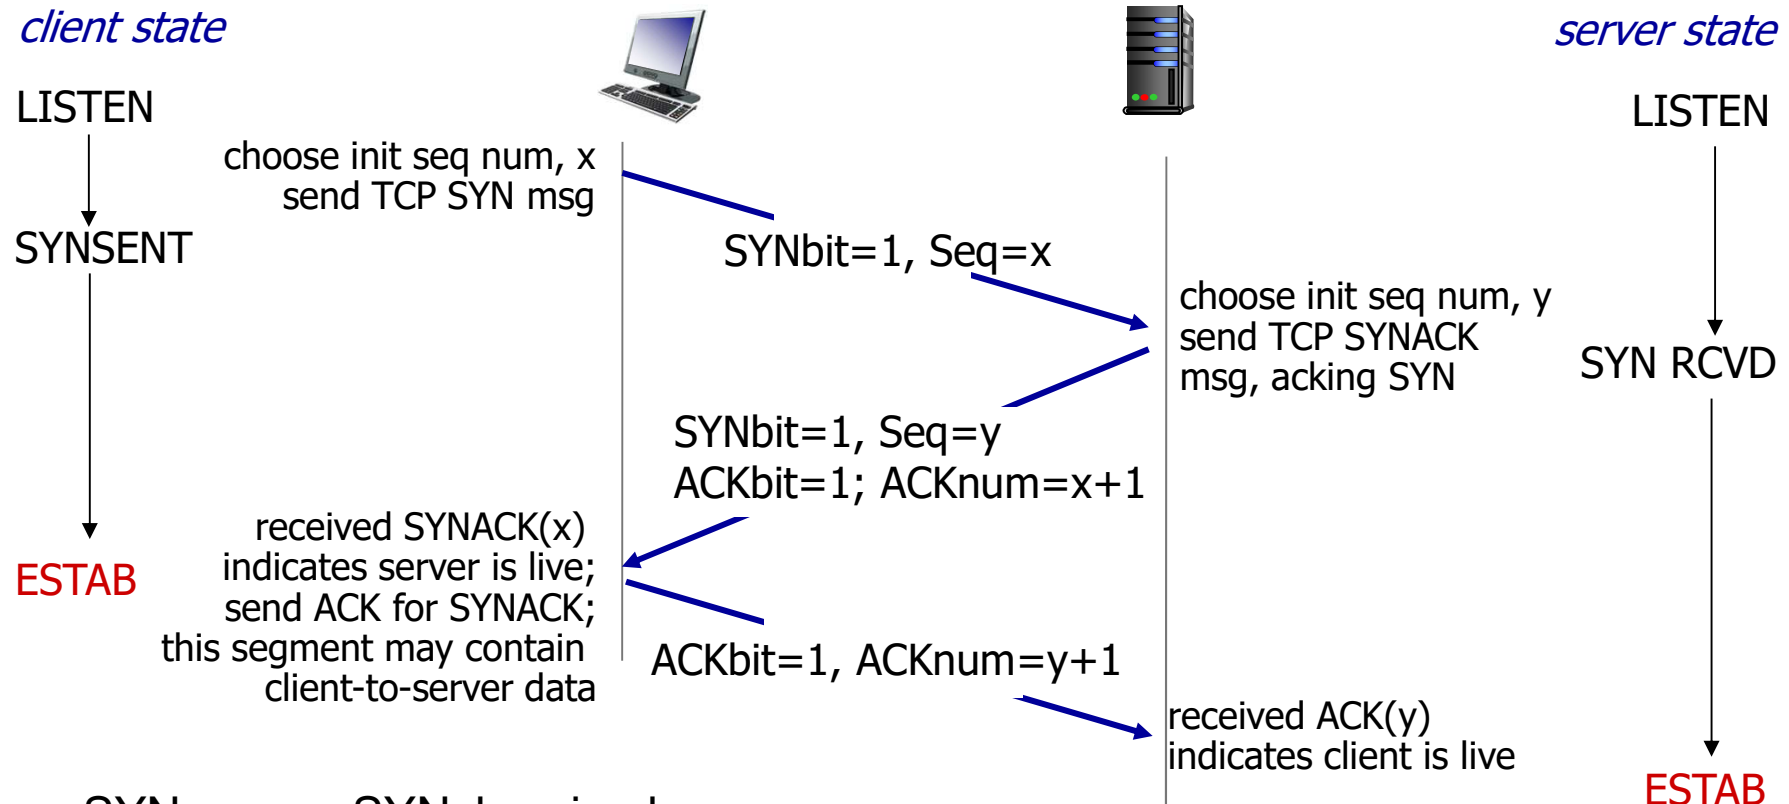 client state
server state
LISTEN
LISTEN
choose init seq num, x
send TCP SYN msg
SYNSENT
SYNbit=1, Seq=x
choose init seq num, y
send TCP SYNACK
msg, acking SYN
SYN RCVD
SYNbit=1, Seq=y
ACKbit=1; ACKnum=x+1
received SYNACK(x)
indicates server is live;
send ACK for SYNACK;
this segment may contain
client-to-server data
ESTAB
ACKbit=1, ACKnum=y+1
received ACK(y)
indicates client is live
ESTAB